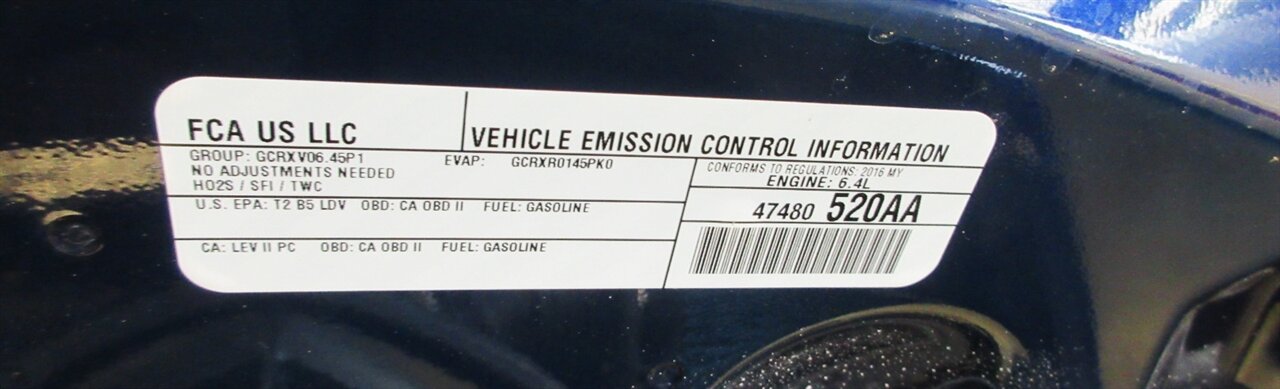 FCA US LLC
VEHICLE EMISSION CONTROL INFORMATION
GROUP: GCRXV06.45P1 EVAP: GCRXR0145PK0
NO ADJUSTMENTS NEEDED
HO2S / SFI / TWC
CONFORMS TO REGULATIONS: 2016 MY
ENGINE: 6.4L
U.S. EPA: T2 B5 LDV OBD: CA OBD II FUEL: GASOLINE
47480 520AA
CA: LEV II PC OBD: CA OBD II FUEL: GASOLINE